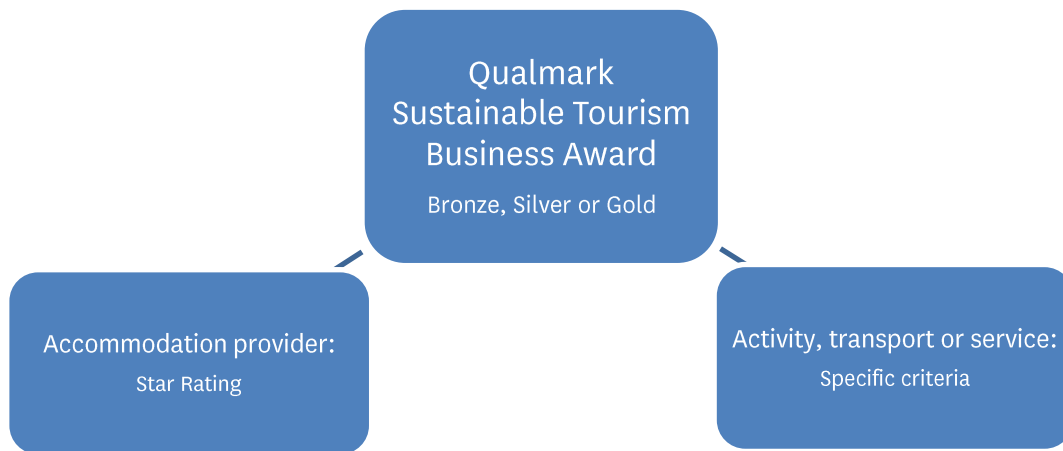 Qualmark
Sustainable Tourism
Business Award
Bronze, Silver or Gold
Accommodation provider:
Star Rating
Activity, transport or service:
Specific criteria